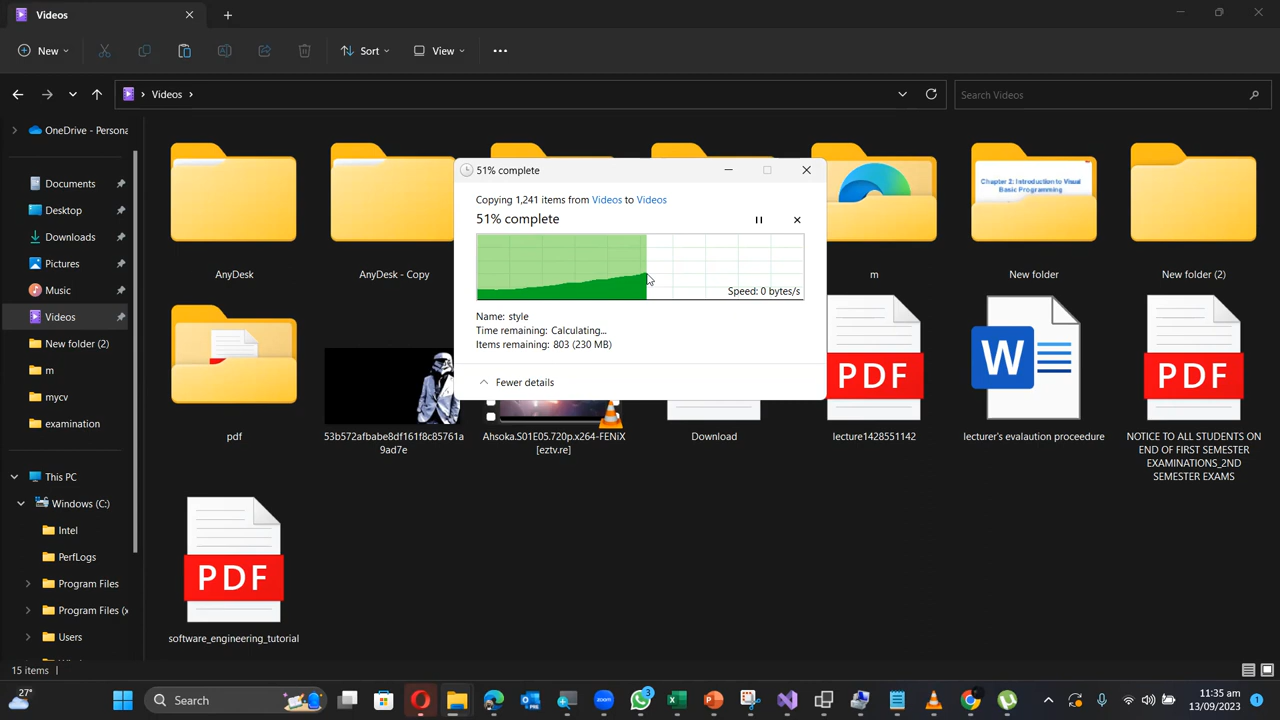 Videos
New
Sort
View
Videos
Search Videos
OneDrive - Persona
Documents
Desktop
Downloads
Pictures
Music
Videos
New folder (2)
m
mycv
examination
This PC
Windows (C:)
Intel
PerfLogs
Program Files
Program Files (x
Users
51% complete
Copying 1,241 items from Videos to Videos
51% complete
Speed: 0 bytes/s
Name: style
Time remaining: Calculating...
Items remaining: 803 (230 MB)
Fewer details
Chapter 2: Introduction to Visual
Basic Programming
AnyDesk
AnyDesk - Copy
m
New folder
New folder (2)
PDF
W
PDF
pdf
53b572afbabe8df161f8c85761a
9ad7e
Ahsoka.S01E05.720p.x264-FENiX
[eztv.re]
Download
lecture1428551142
lecturer's evalaution proceedure
NOTICE TO ALL STUDENTS ON
END OF FIRST SEMESTER
EXAMINATIONS_2ND
SEMESTER EXAMS
PDF
software_engineering_tutorial
15 items
27°
Search
3
11:35 am
13/09/2023
1